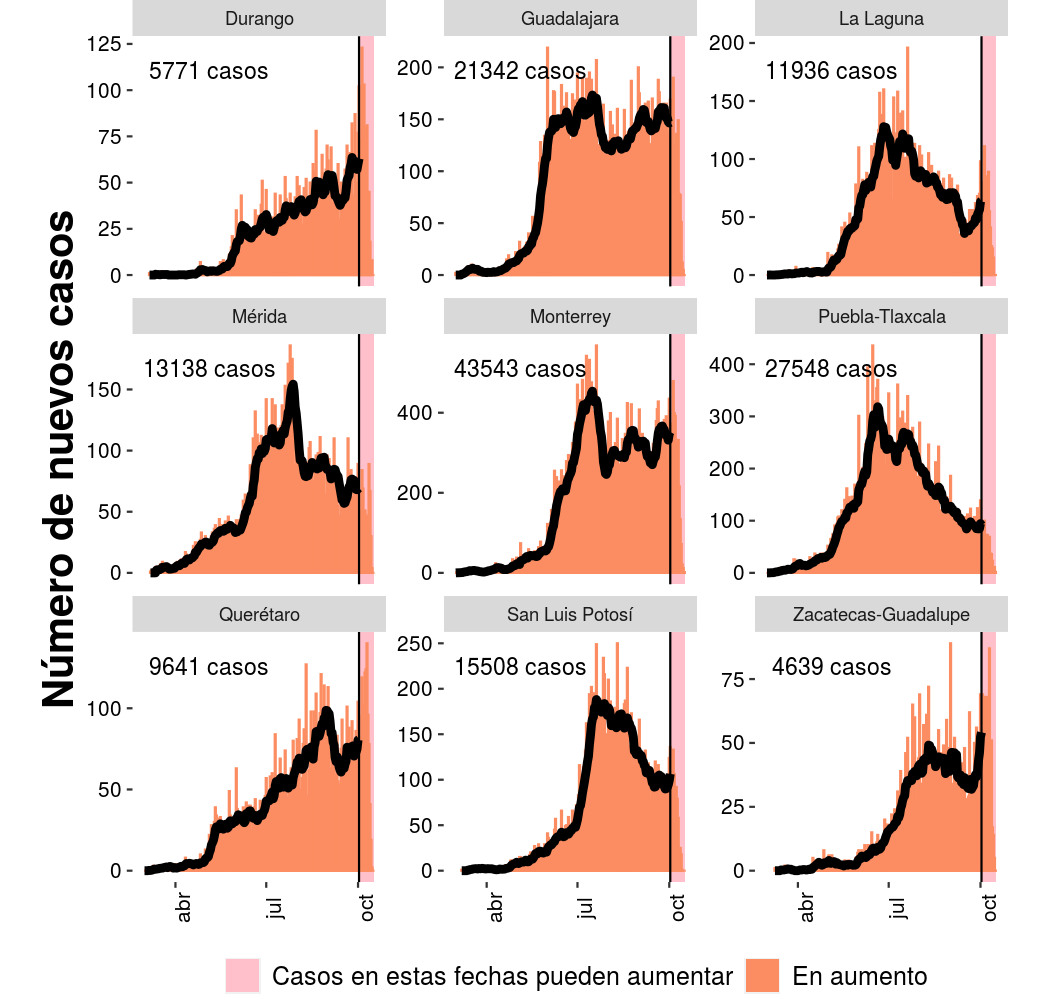 Número de nuevos casos
Durango
Guadalajara
La Laguna
5771 casos
21342 casos
11936 casos
125
100
75
50
25
0
200
150
100
50
0
200
150
100
50
0
Mérida
Monterrey
Puebla-Tlaxcala
13138 casos
43543 casos
27548 casos
150
100
50
0
400
200
0
400
300
200
100
0
Querétaro
San Luis Potosí
Zacatecas-Guadalupe
9641 casos
15508 casos
4639 casos
100
50
0
250
200
150
100
50
0
75
50
25
0
abr
jul
oct
abr
jul
oct
abr
jul
oct
Casos en estas fechas pueden aumentar
En aumento